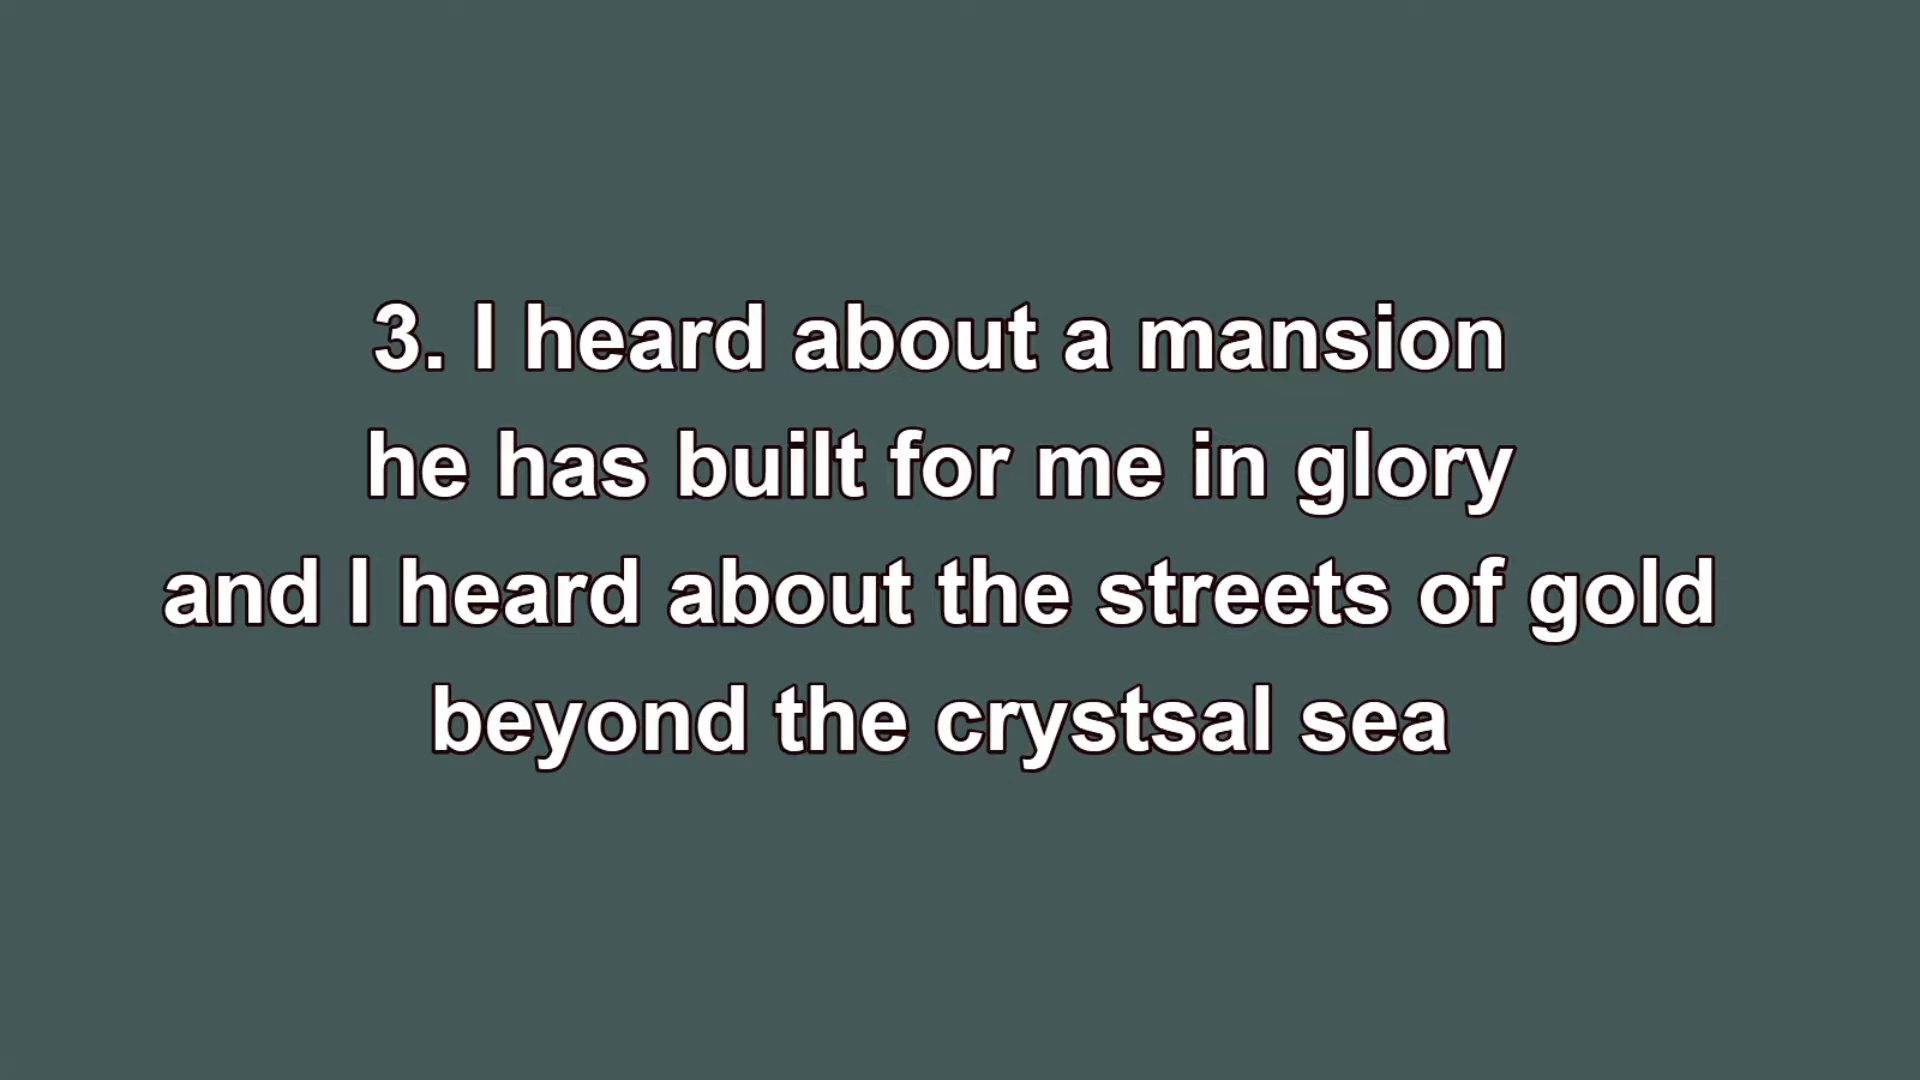 3. I heard about a mansion
he has built for me in glory
and I heard about the streets of gold
beyond the crystsal sea